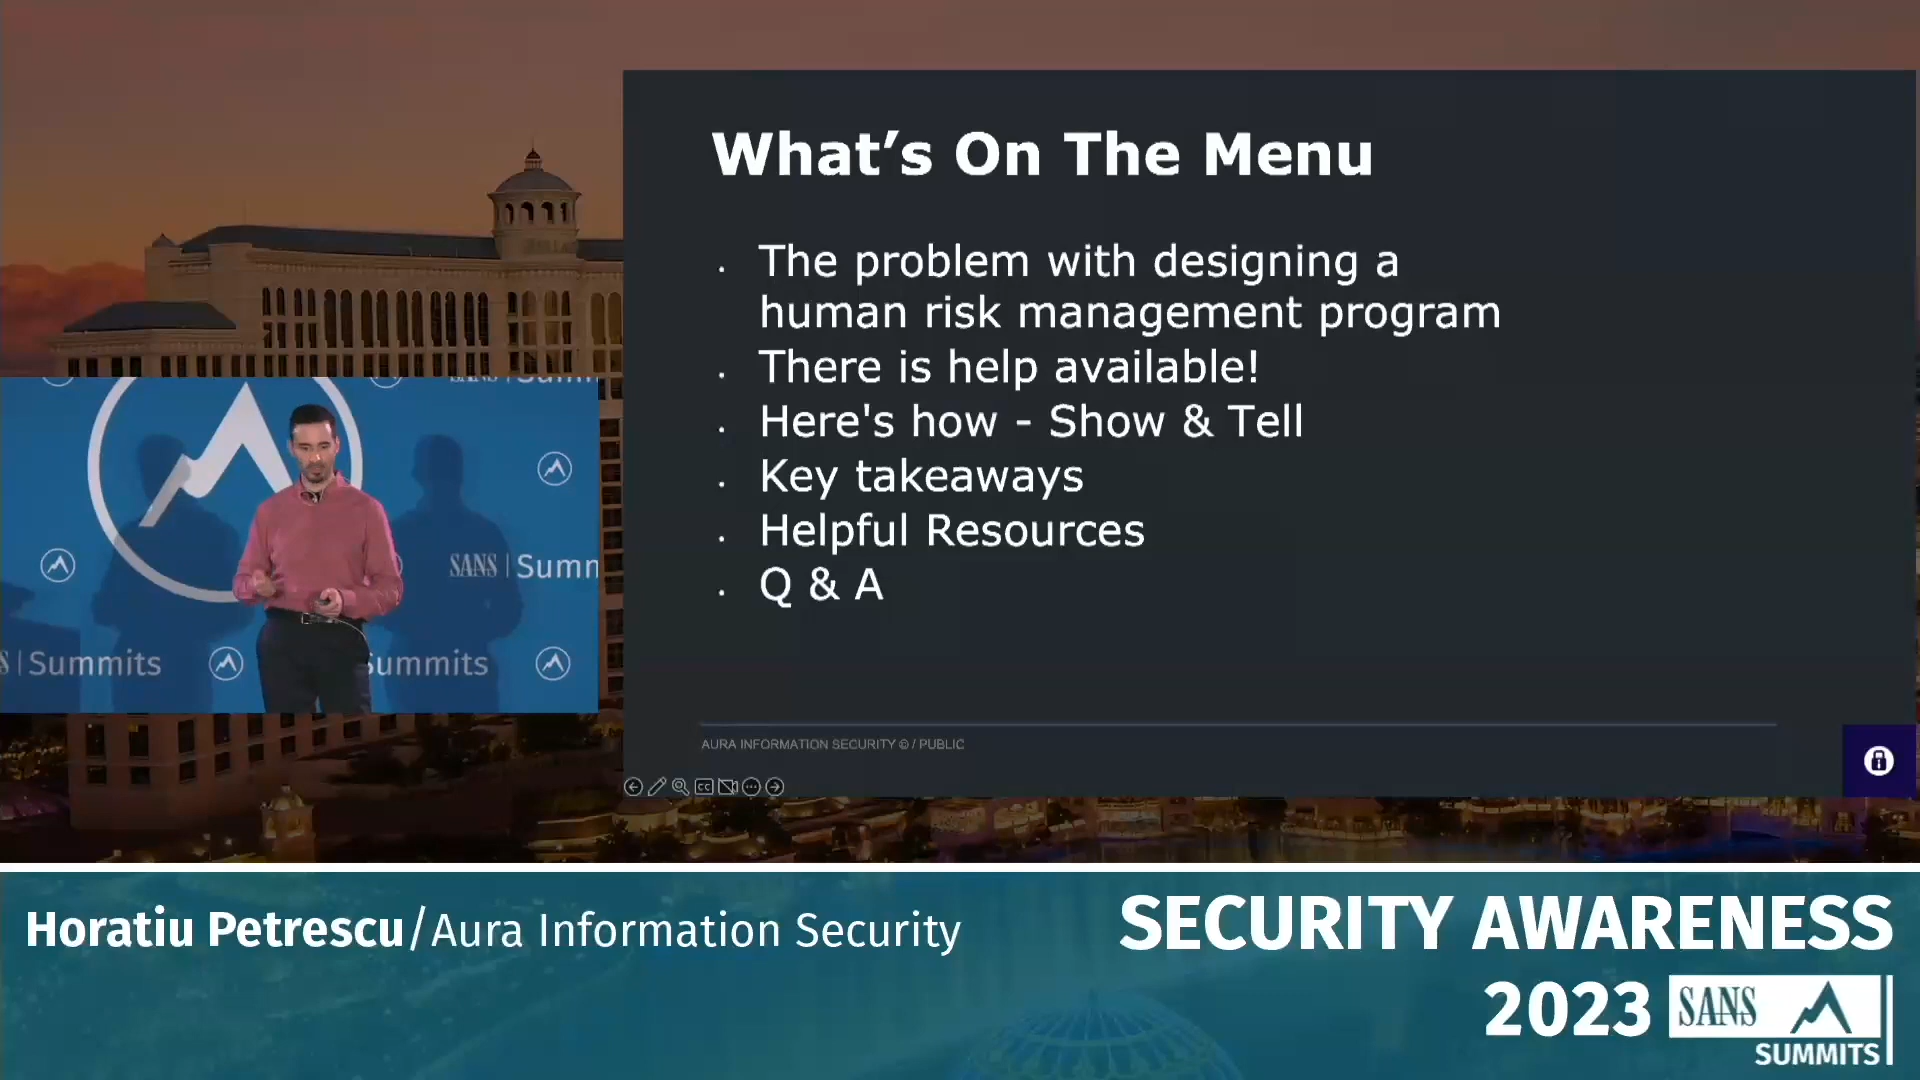 What's On The Menu
• The problem with designing a
human risk management program
• There is help available!
• Here's how - Show & Tell
• Key takeaways
• Helpful Resources
• Q & A
AURA INFORMATION SECURITY © / PUBLIC
CC
SANS | Summ
Summits
Summits
Horatiu Petrescu/Aura Information Security
SECURITY AWARENESS
2023 SANS
SUMMITS